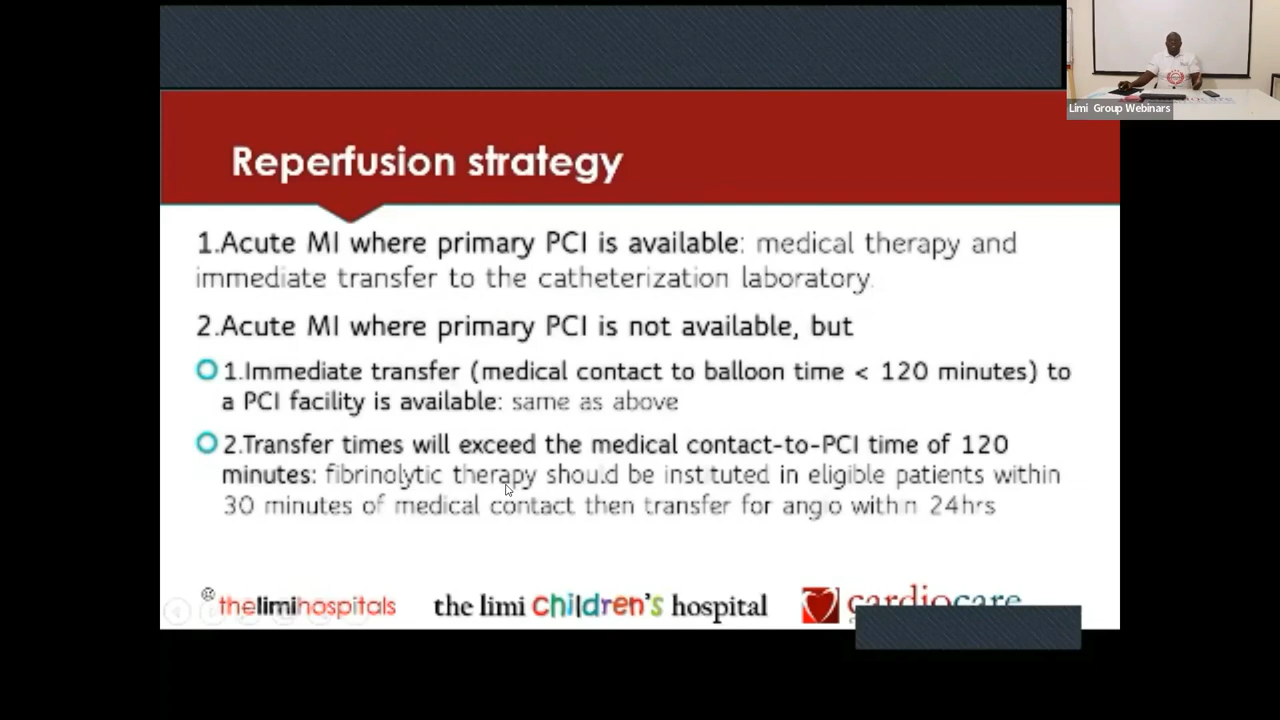 Limi Group Webinars
Reperfusion strategy
1.Acute MI where primary PCI is available: medical therapy and
immediate transfer to the catheterization laboratory.
2.Acute MI where primary PCI is not available, but
1.Immediate transfer (medical contact to balloon time < 120 minutes) to
a PCI facility is available: same as above
2.Transfer times will exceed the medical contact-to-PCI time of 120
minutes: fibrinolytic therapy should be instituted in eligible patients within
30 minutes of medical contact then transfer for angio within 24hrs
thelimihospitals
the limi children's hospital
cardiocare